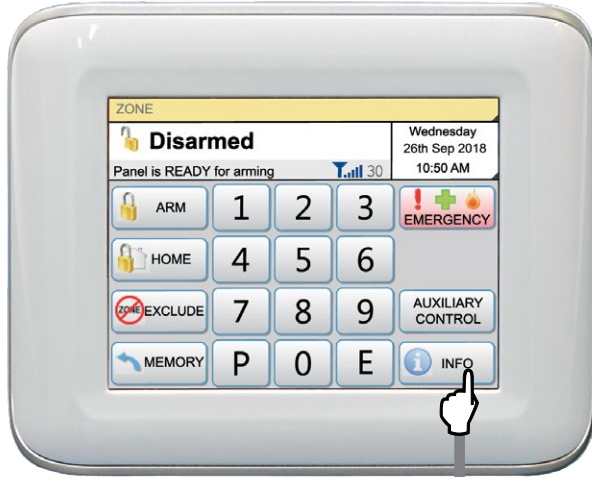 ZONE
Disarmed
Panel is READY for arming
30
Wednesday
26th Sep 2018
10:50 AM
ARM
1
2
3
EMERGENCY
HOME
4
5
6
ZONE
EXCLUDE
7
8
9
AUXILIARY
CONTROL
MEMORY
P
0
E
INFO